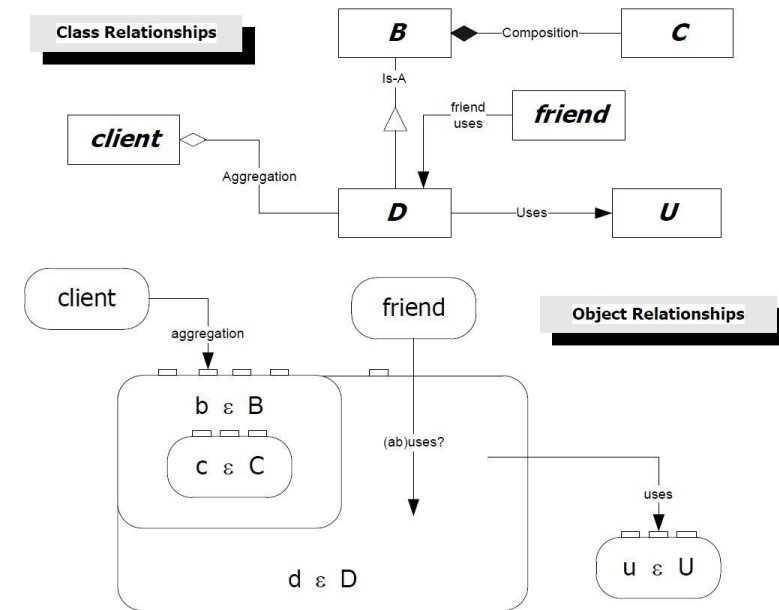 Class Relationships
B
Composition
C
Is-A
friend
uses
friend
client
Aggregation
D
Uses
U
client
friend
Object Relationships
aggregation
b ε B
(ab)uses?
c ε C
uses
u ε U
d ε D